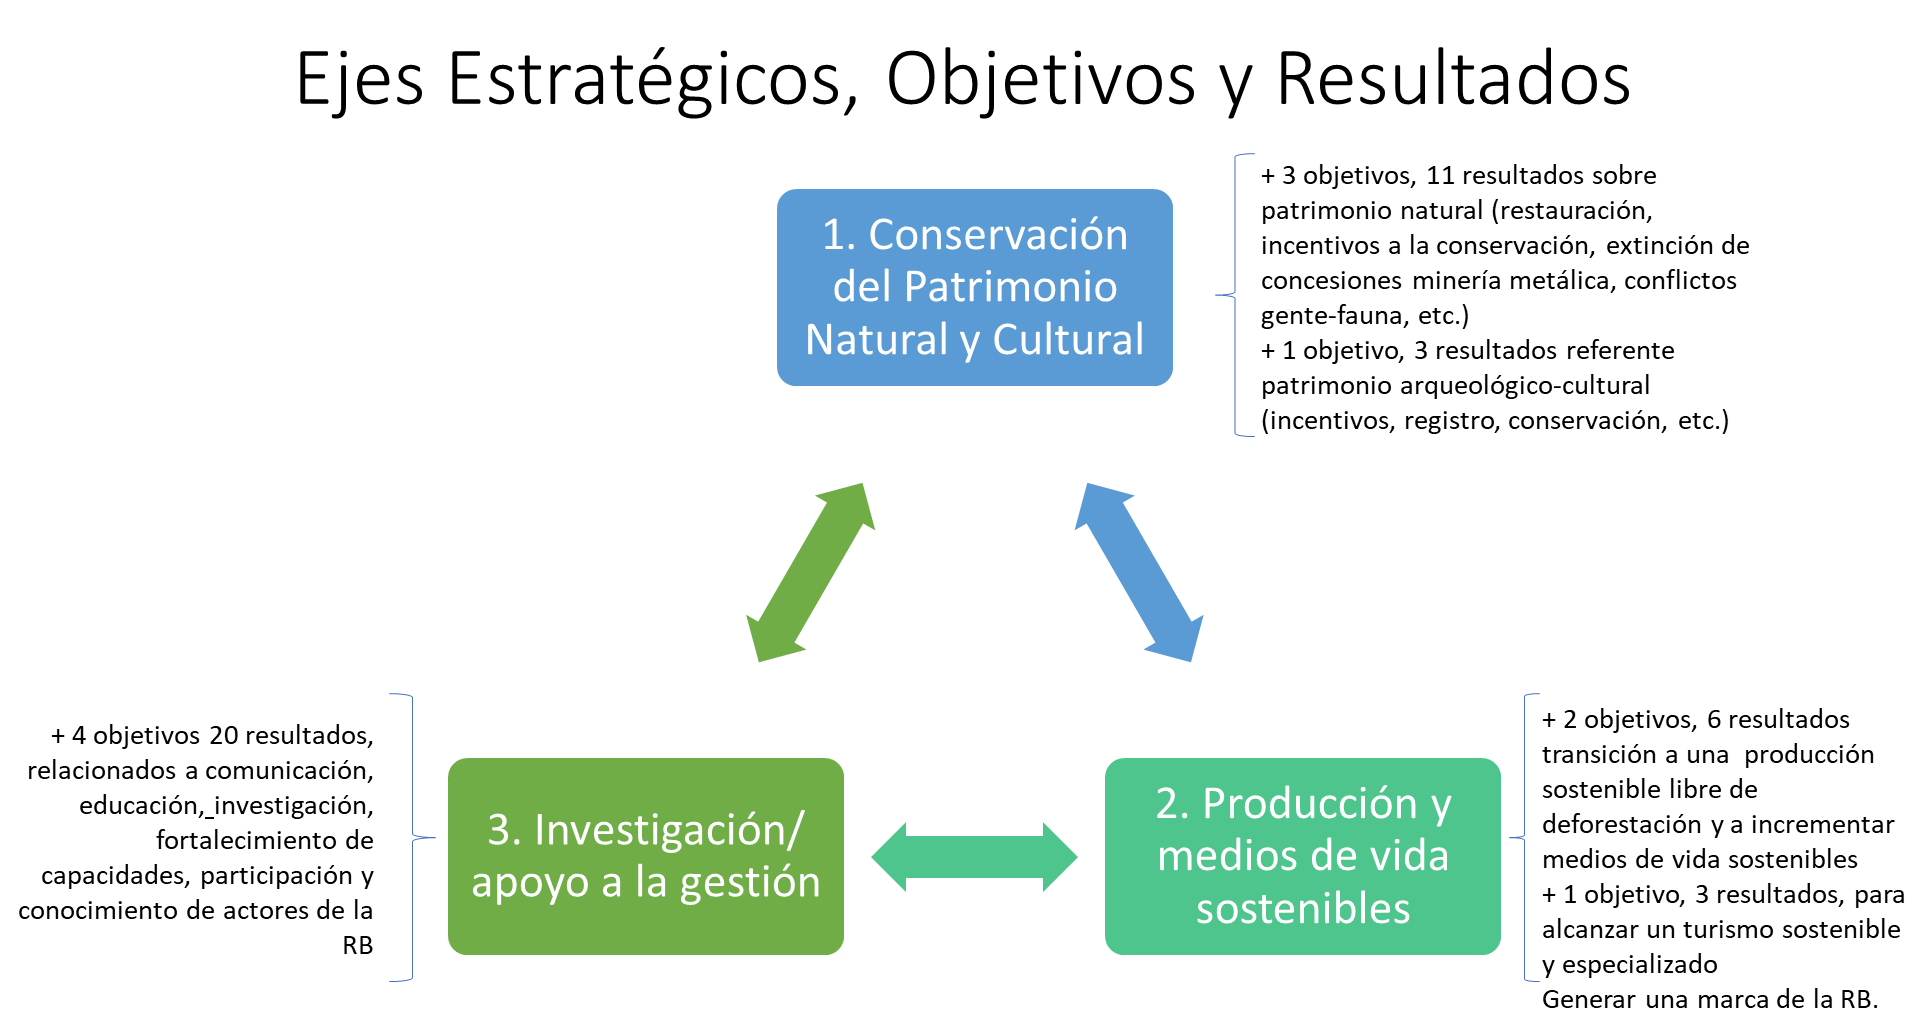 Ejes Estratégicos, Objetivos y Resultados
1. Conservación
del Patrimonio
Natural y Cultural
+ 3 objetivos, 11 resultados sobre
patrimonio natural (restauración,
incentivos a la conservación, extinción de
concesiones minería metálica, conflictos
gente-fauna, etc.)
+ 1 objetivo, 3 resultados referente
patrimonio arqueológico-cultural
(incentivos, registro, conservación, etc.)
+ 4 objetivos 20 resultados,
relacionados a comunicación,
educación, investigación,
fortalecimiento de
capacidades, participación y
conocimiento de actores de la
RB
3. Investigación/
apoyo a la gestión
2. Producción y
medios de vida
sostenibles
+ 2 objetivos, 6 resultados
transición a una  producción
sostenible libre de
deforestación y a incrementar
medios de vida sostenibles
+ 1 objetivo, 3 resultados, para
alcanzar un turismo sostenible
y especializado
Generar una marca de la RB.